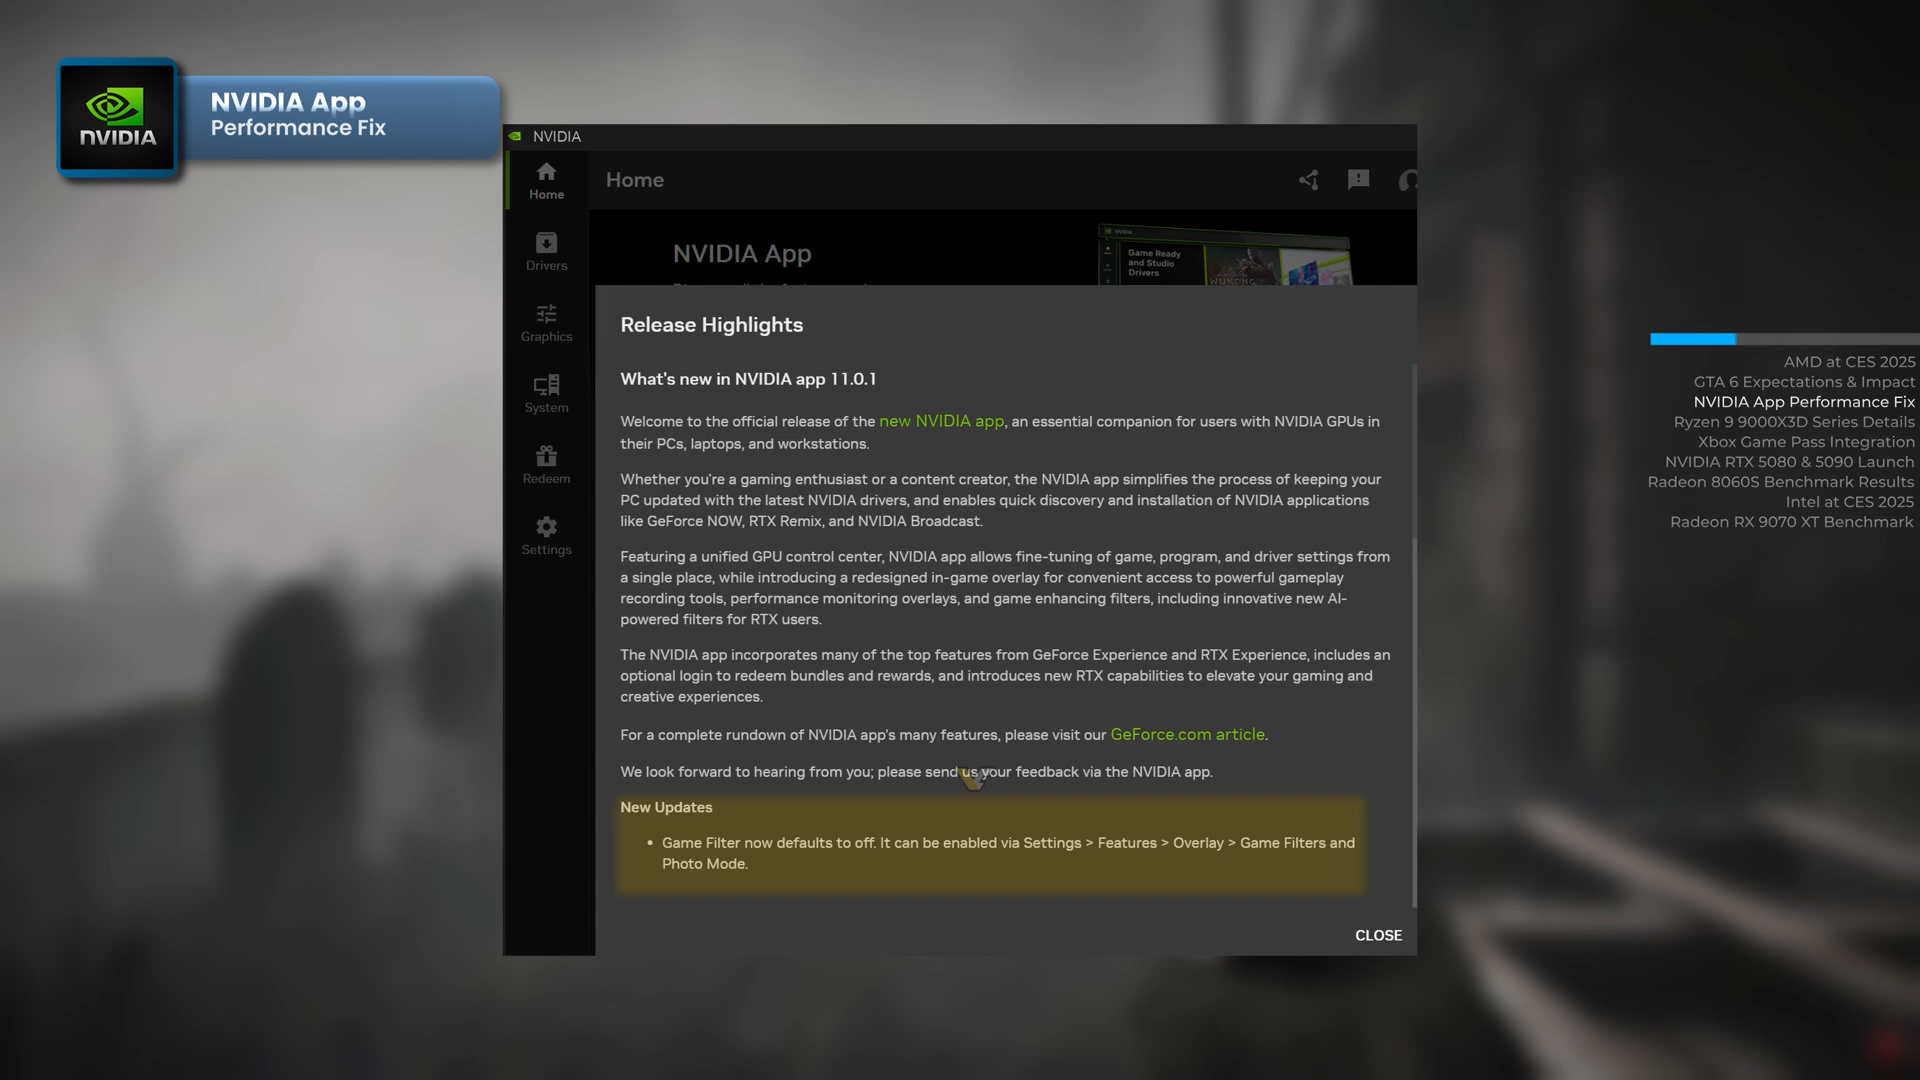 NVIDIA
NVIDIA App
Performance Fix
NVIDIA
Home
Drivers
Graphics
System
Redeem
Settings
Home
NVIDIA App
NVIDIA
Game Ready
and Studio
Drivers
WUKONG
Release Highlights
What's new in NVIDIA app 11.0.1
Welcome to the official release of the new NVIDIA app, an essential companion for users with NVIDIA GPUs in
their PCs, laptops, and workstations.
Whether you're a gaming enthusiast or a content creator, the NVIDIA app simplifies the process of keeping your
PC updated with the latest NVIDIA drivers, and enables quick discovery and installation of NVIDIA applications
like GeForce NOW, RTX Remix, and NVIDIA Broadcast.
Featuring a unified GPU control center, NVIDIA app allows fine-tuning of game, program, and driver settings from
a single place, while introducing a redesigned in-game overlay for convenient access to powerful gameplay
recording tools, performance monitoring overlays, and game enhancing filters, including innovative new AI-
powered filters for RTX users.
The NVIDIA app incorporates many of the top features from GeForce Experience and RTX Experience, includes an
optional login to redeem bundles and rewards, and introduces new RTX capabilities to elevate your gaming and
creative experiences.
For a complete rundown of NVIDIA app's many features, please visit our GeForce.com article.
We look forward to hearing from you; please send us your feedback via the NVIDIA app.
New Updates
• Game Filter now defaults to off. It can be enabled via Settings > Features > Overlay > Game Filters and
Photo Mode.
CLOSE
AMD at CES 2025
GTA 6 Expectations & Impact
NVIDIA App Performance Fix
Ryzen 9 9000X3D Series Details
Xbox Game Pass Integration
NVIDIA RTX 5080 & 5090 Launch
Radeon 8060S Benchmark Results
Intel at CES 2025
Radeon RX 9070 XT Benchmark